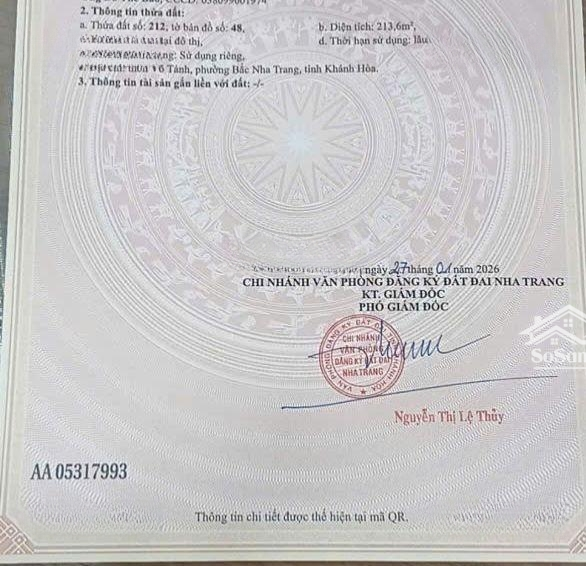 2. Thông tin thửa đất:
a. Thửa đất số: 212, tờ bản đồ số: 48,
b. Diện tích: 213,6m²,
tại đô thị,
d. Thời hạn sử dụng: lâu
Sử dụng riêng,
Tánh, phường Bắc Nha Trang, tỉnh Khánh Hòa.
3. Thông tin tài sản gắn liền với đất: -/-
ngày 27 tháng 01 năm 2026
CHI NHÁNH VĂN PHÒNG ĐĂNG KÝ ĐẤT ĐAI NHA TRANG
KT. GIÁM ĐỐC
PHÓ GIÁM ĐỐC
CHI NHÁNH
VĂN PHÒNG
ĐĂNG KÝ ĐẤT ĐAI
NHA TRANG
SoSan
Nguyễn Thị Lệ Thủy
AA 05317993
Thông tin chi tiết được thể hiện tại mã QR.